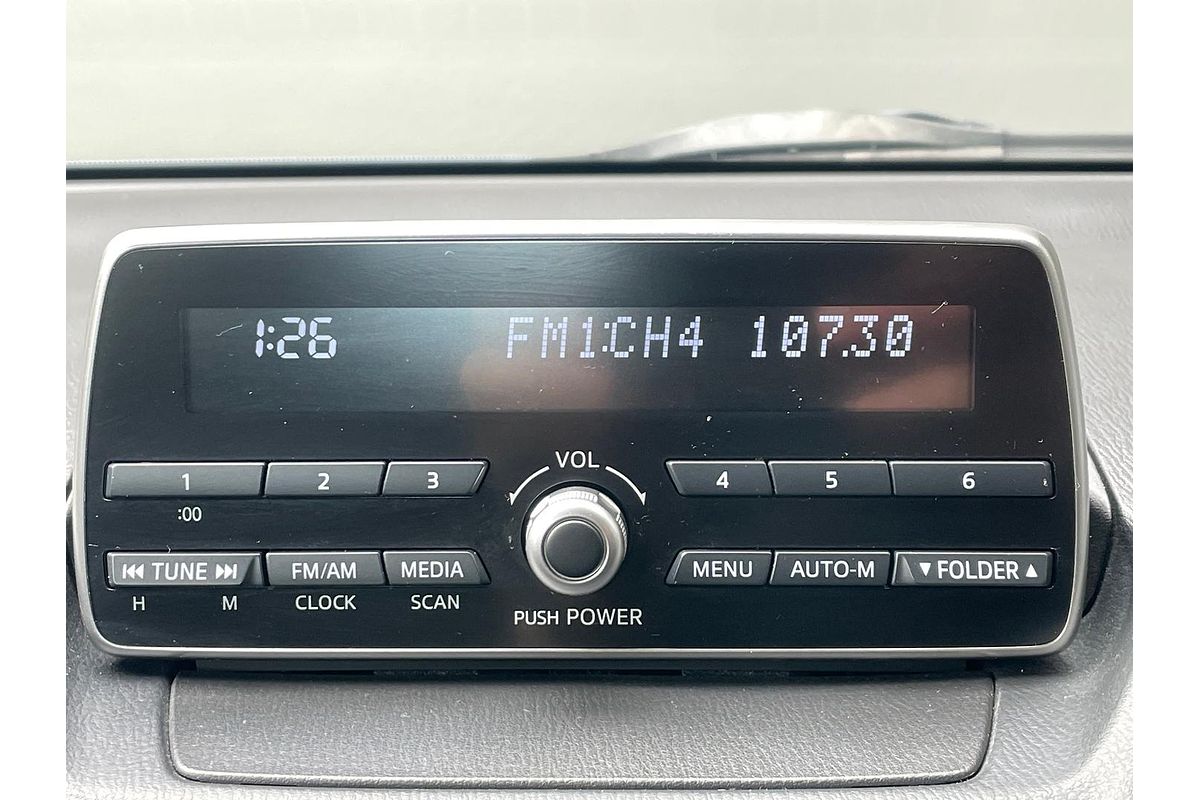 1:26 FM1:CH4 107.30
VOL
1 2 3 4 5 6
:00
⏮ TUNE ⏭ FM/AM MEDIA MENU AUTO-M ▼ FOLDER ▲
H M CLOCK SCAN
PUSH POWER